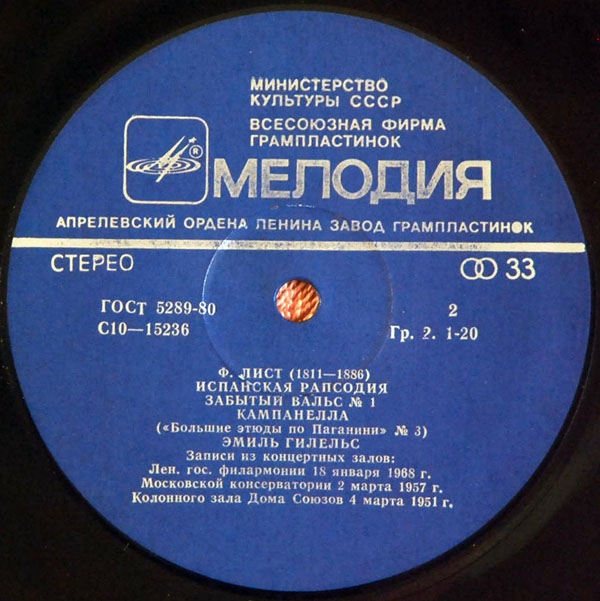 МИНИСТЕРСТВО
КУЛЬТУРЫ СССР
ВСЕСОЮЗНАЯ ФИРМА
ГРАМПЛАСТИНОК
®
МЕЛОДИЯ
АПРЕЛЕВСКИЙ ОРДЕНА ЛЕНИНА ЗАВОД ГРАМПЛАСТИНОК
СТЕРЕО 33
ГОСТ 5289-80 2
С10—15236 Гр. 2. 1-20
Ф. ЛИСТ (1811—1886)
ИСПАНСКАЯ РАПСОДИЯ
ЗАБЫТЫЙ ВАЛЬС № 1
КАМПАНЕЛЛА
(«Большие этюды по Паганини» № 3)
ЭМИЛЬ ГИЛЕЛЬС
Записи из концертных залов:
Лен. гос. филармонии 18 января 1968 г.
Московской консерватории 2 марта 1957 г.
Колонного зала Дома Союзов 4 марта 1951 г.